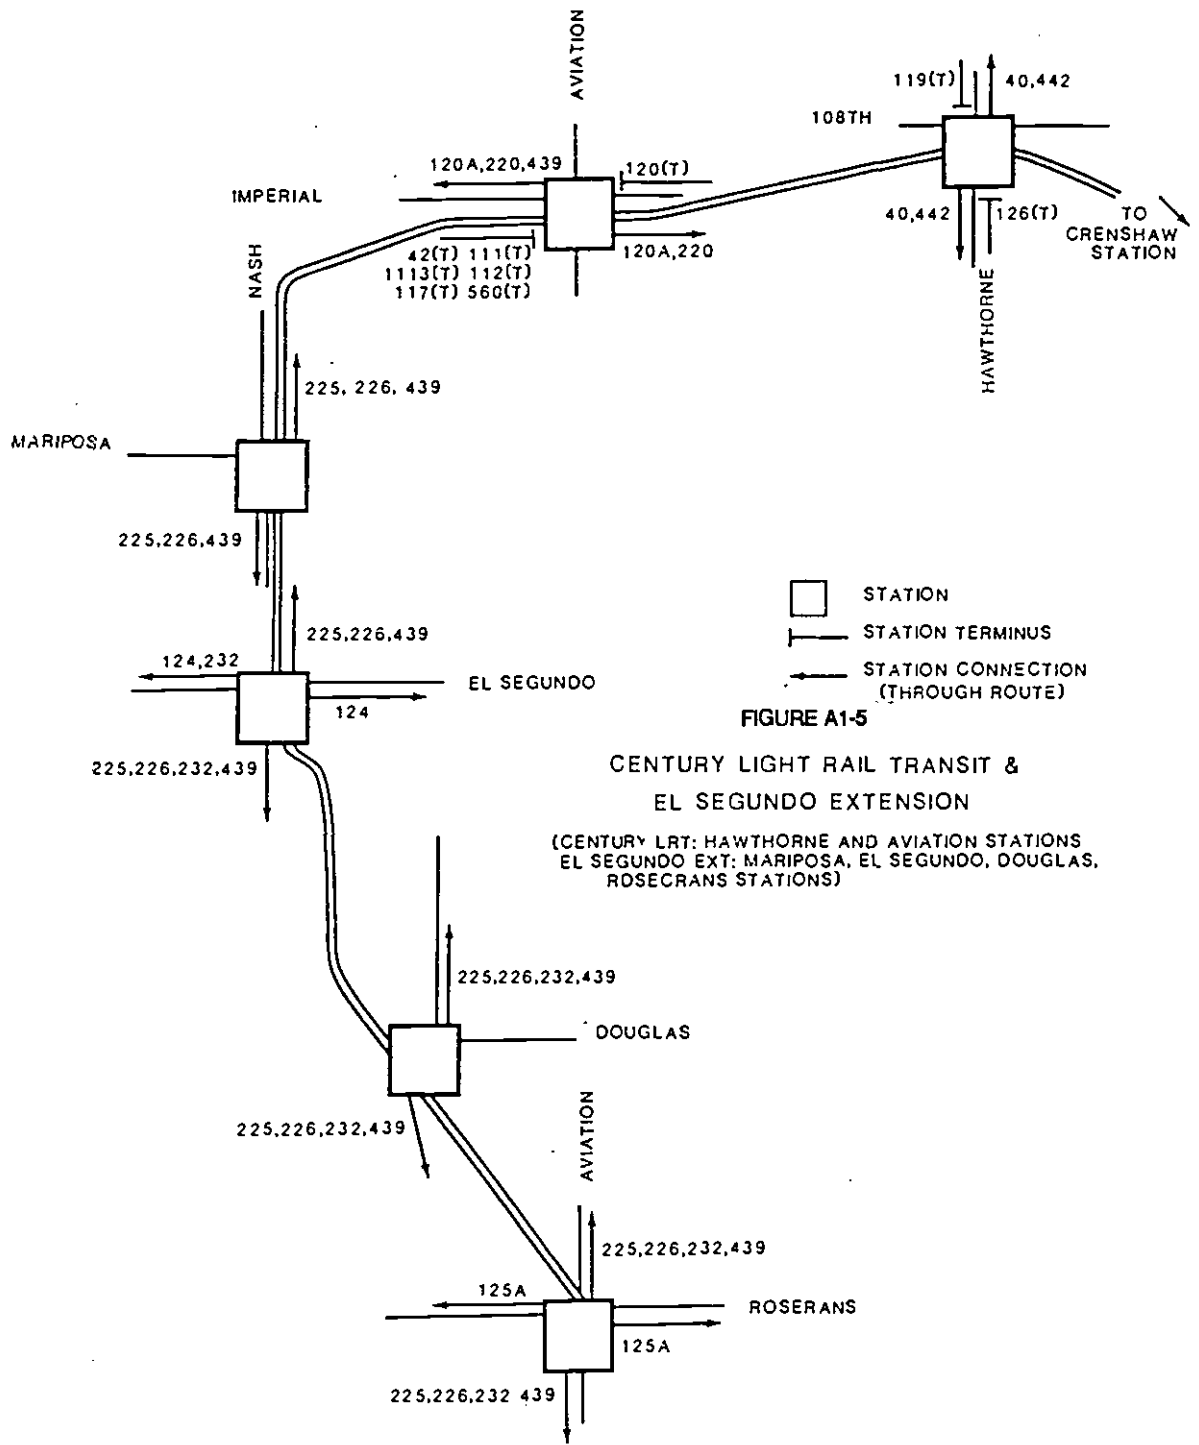 AVIATION
119(T)
40,442
108TH
120A,220,439
120(T)
IMPERIAL
40,442
126(T)
TO
CRENSHAW
STATION
120A,220
42(T) 111(T)
1113(T) 112(T)
117(T) 560(T)
NASH
HAWTHORNE
225, 226, 439
MARIPOSA
225,226,439
STATION
225,226,439
STATION TERMINUS
124,232
STATION CONNECTION
(THROUGH ROUTE)
EL SEGUNDO
124
FIGURE A1-5
225,226,232,439
CENTURY LIGHT RAIL TRANSIT &
EL SEGUNDO EXTENSION
(CENTURY LRT: HAWTHORNE AND AVIATION STATIONS
EL SEGUNDO EXT: MARIPOSA, EL SEGUNDO, DOUGLAS,
ROSECRANS STATIONS)
225,226,232,439
DOUGLAS
225,226,232,439
AVIATION
225,226,232,439
125A
ROSERANS
125A
225,226,232 439